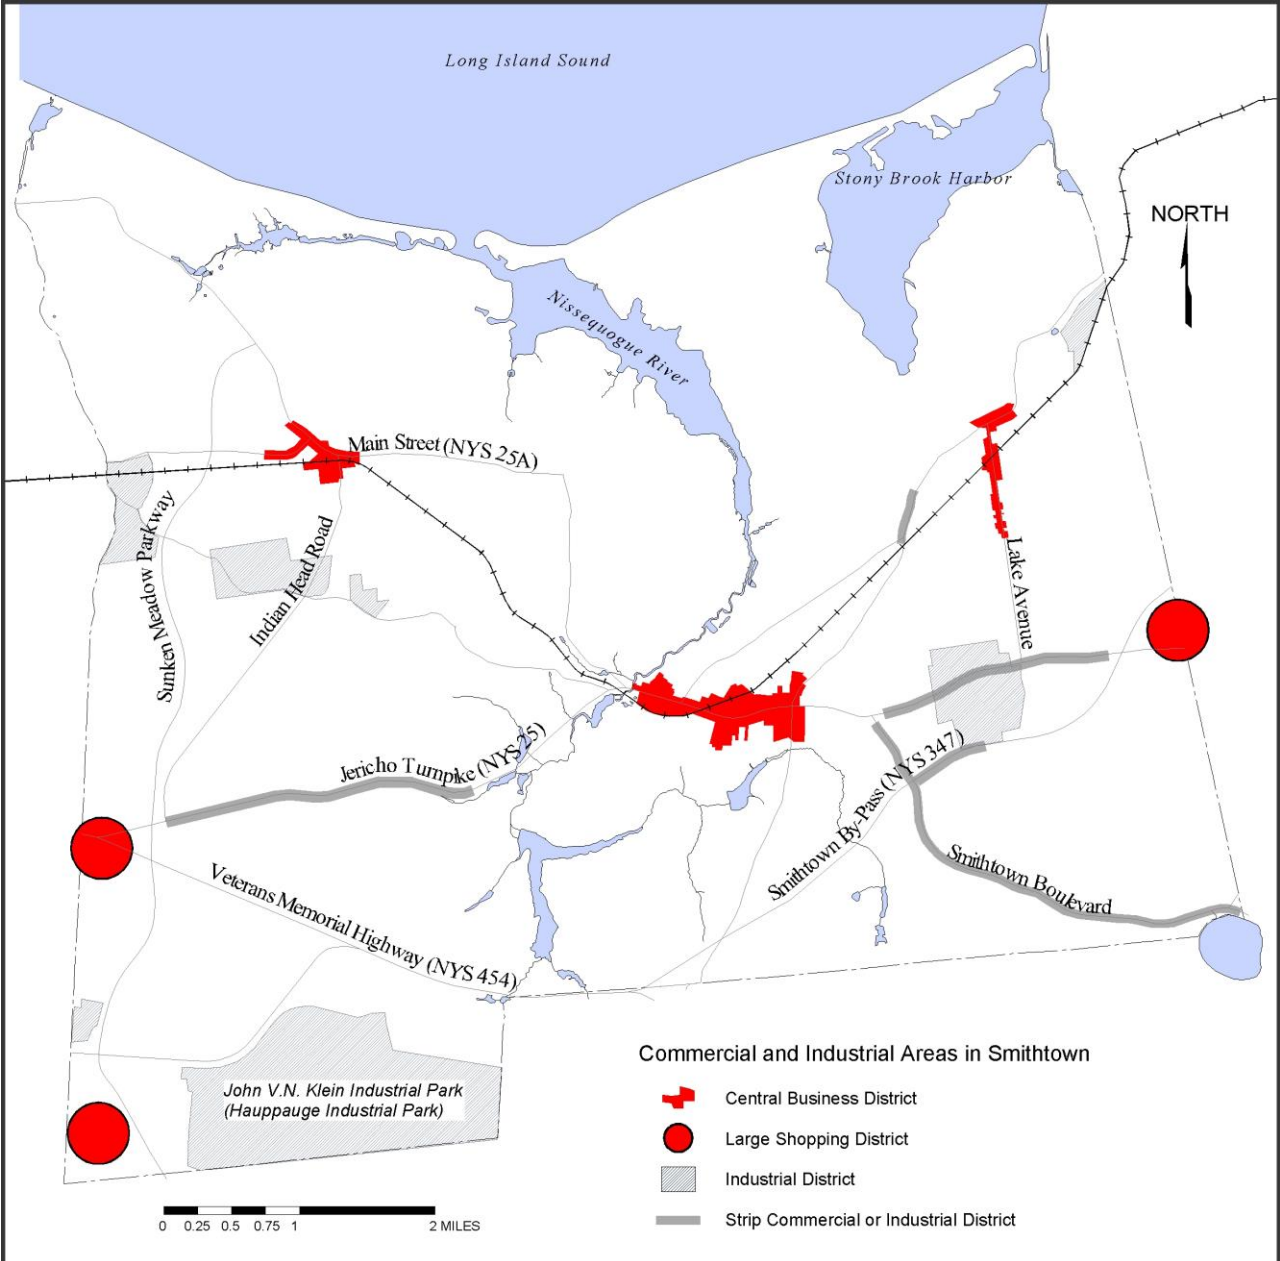 Long Island Sound
Stony Brook Harbor
NORTH
Nissequogue River
Main Street (NYS 25A)
Sunken Meadow Parkway
Indian Head Road
Lake Avenue
Jericho Turnpike (NYS 25)
Smithtown By-Pass (NYS 347)
Smithtown Boulevard
Veterans Memorial Highway (NYS 454)
John V.N. Klein Industrial Park
(Hauppauge Industrial Park)
Commercial and Industrial Areas in Smithtown
Central Business District
Large Shopping District
Industrial District
Strip Commercial or Industrial District
0 0.25 0.5 0.75 1 2 MILES